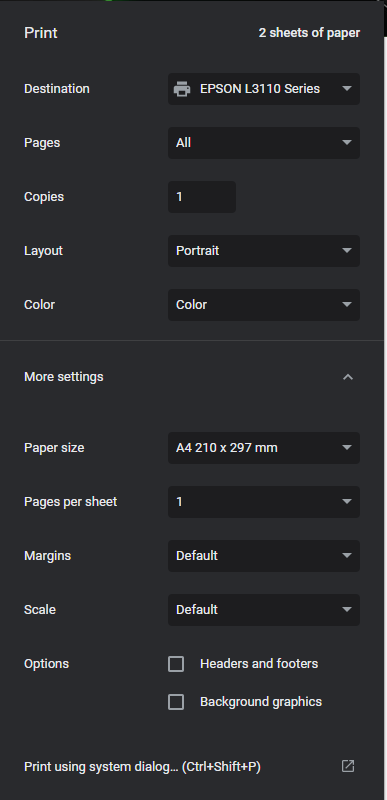 Print 2 sheets of paper
Destination EPSON L3110 Series
Pages All
Copies 1
Layout Portrait
Color Color
More settings
Paper size A4 210 x 297 mm
Pages per sheet 1
Margins Default
Scale Default
Options Headers and footers
Background graphics
Print using system dialog... (Ctrl+Shift+P)